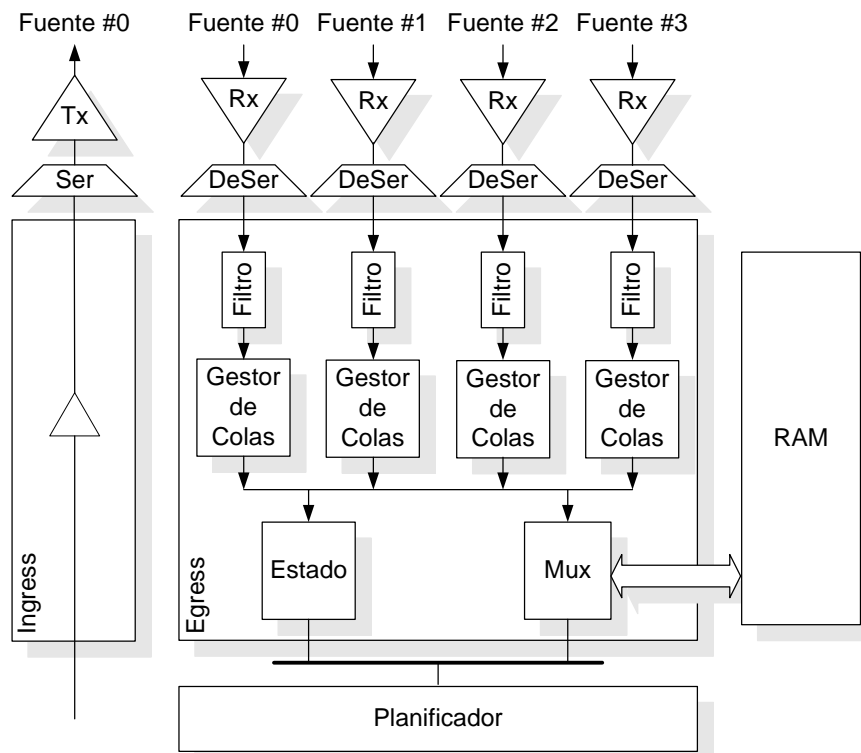 Fuente #0
Fuente #0
Fuente #1
Fuente #2
Fuente #3
Tx
Rx
Rx
Rx
Rx
Ser
DeSer
DeSer
DeSer
DeSer
Filtro
Filtro
Filtro
Filtro
Gestor
de
Colas
Gestor
de
Colas
Gestor
de
Colas
Gestor
de
Colas
RAM
Estado
Mux
Ingress
Egress
Planificador